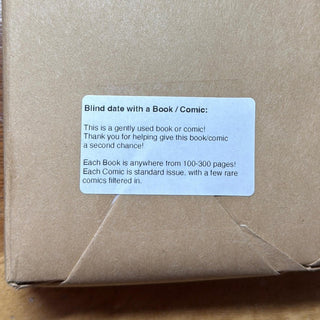 Blind date with a Book / Comic:
This is a gently used book or comic!
Thank you for helping give this book/comic
a second chance!
Each Book is anywhere from 100-300 pages!
Each Comic is standard issue, with a few rare
comics filtered in.